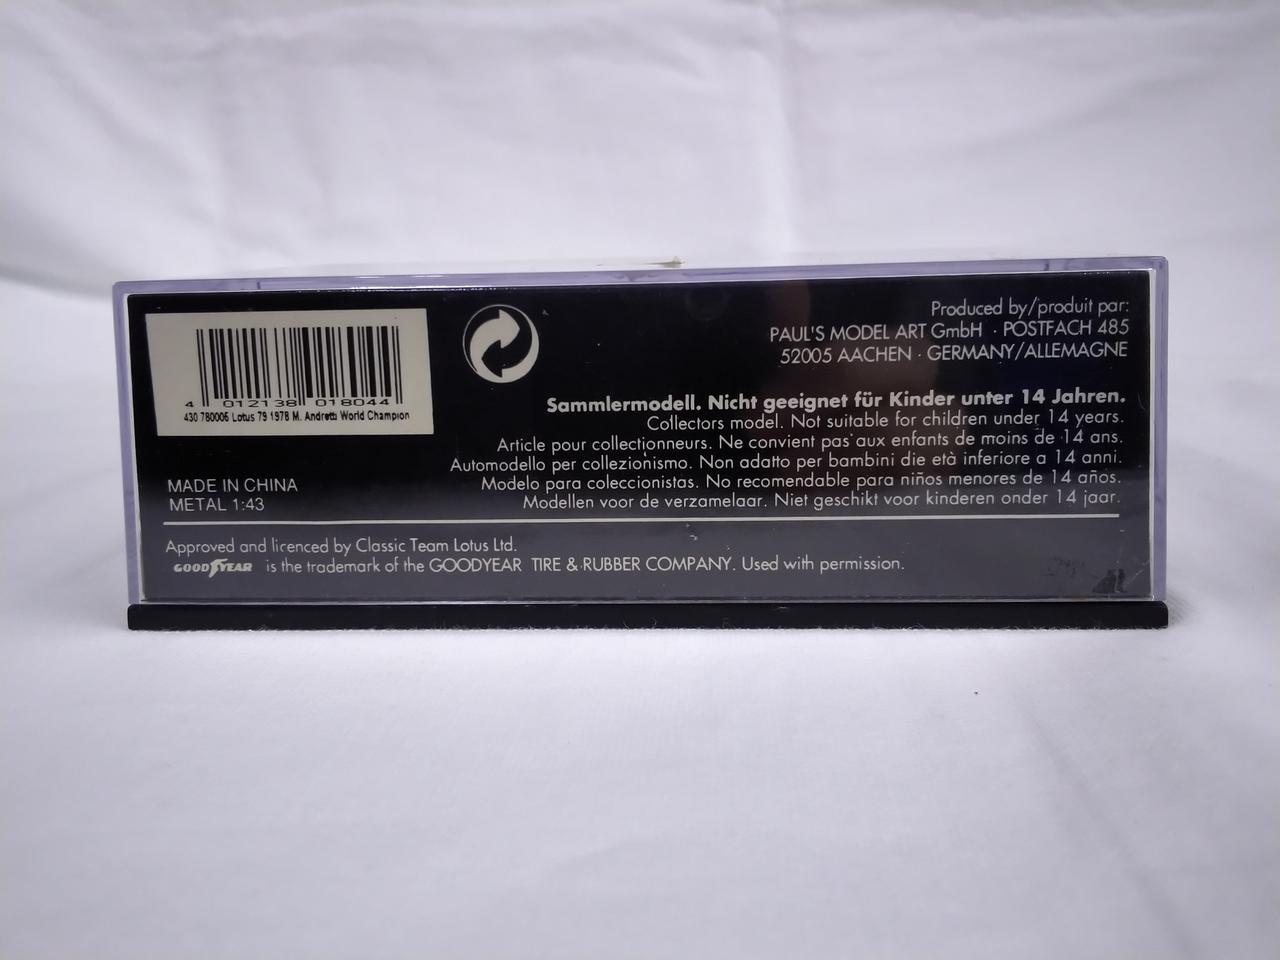 4 012138 018044
430 780006 Lotus 79 1978 M. Andretti World Champion
Produced by/produit par:
PAUL'S MODEL ART GmbH · POSTFACH 485
52005 AACHEN · GERMANY/ALLEMAGNE
Sammlermodell. Nicht geeignet für Kinder unter 14 Jahren.
Collectors model. Not suitable for children under 14 years.
Article pour collectionneurs. Ne convient pas aux enfants de moins de 14 ans.
Automodello per collezionismo. Non adatto per bambini die età inferiore a 14 anni.
Modelo para coleccionistas. No recomendable para niños menores de 14 años.
Modellen voor de verzamelaar. Niet geschikt voor kinderen onder 14 jaar.
MADE IN CHINA
METAL 1:43
Approved and licenced by Classic Team Lotus Ltd.
GOODYEAR is the trademark of the GOODYEAR TIRE & RUBBER COMPANY. Used with permission.